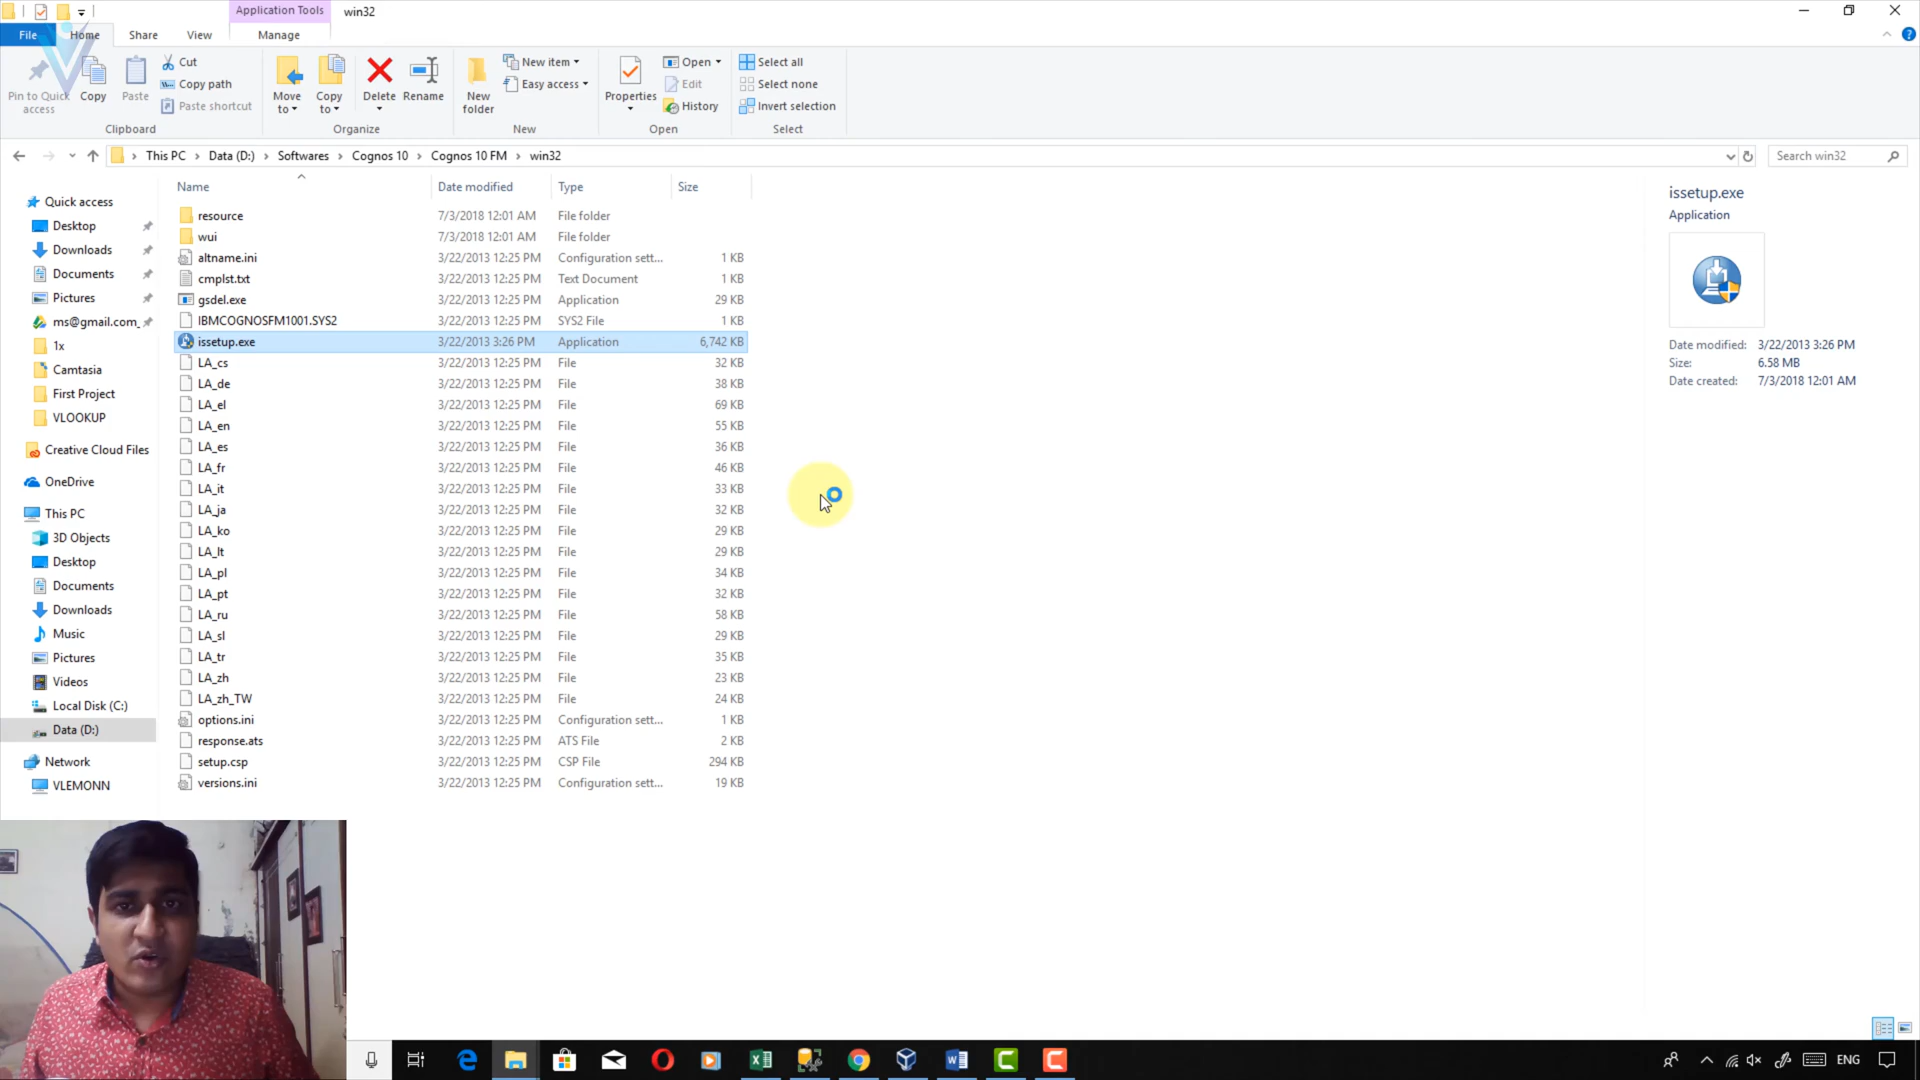 Application Tools
win32
File
Home
Share
View
Manage
Pin to Quick access
Copy
Paste
Cut
Copy path
Paste shortcut
Clipboard
Move to
Copy to
Delete
Rename
Organize
New folder
New item
Easy access
New
Properties
Open
Edit
History
Open
Select all
Select none
Invert selection
Select
This PC › Data (D:) › Softwares › Cognos 10 › Cognos 10 FM › win32
Search win32
Name Date modified Type Size
resource 7/3/2018 12:01 AM File folder
wui 7/3/2018 12:01 AM File folder
altname.ini 3/22/2013 12:25 PM Configuration sett... 1 KB
cmplst.txt 3/22/2013 12:25 PM Text Document 1 KB
gsdel.exe 3/22/2013 12:25 PM Application 29 KB
IBMCOGNOSFM1001.SYS2 3/22/2013 12:25 PM SYS2 File 1 KB
issetup.exe 3/22/2013 3:26 PM Application 6,742 KB
LA_cs 3/22/2013 12:25 PM File 32 KB
LA_de 3/22/2013 12:25 PM File 38 KB
LA_el 3/22/2013 12:25 PM File 69 KB
LA_en 3/22/2013 12:25 PM File 55 KB
LA_es 3/22/2013 12:25 PM File 36 KB
LA_fr 3/22/2013 12:25 PM File 46 KB
LA_it 3/22/2013 12:25 PM File 33 KB
LA_ja 3/22/2013 12:25 PM File 32 KB
LA_ko 3/22/2013 12:25 PM File 29 KB
LA_lt 3/22/2013 12:25 PM File 29 KB
LA_pl 3/22/2013 12:25 PM File 34 KB
LA_pt 3/22/2013 12:25 PM File 32 KB
LA_ru 3/22/2013 12:25 PM File 58 KB
LA_sl 3/22/2013 12:25 PM File 29 KB
LA_tr 3/22/2013 12:25 PM File 35 KB
LA_zh 3/22/2013 12:25 PM File 23 KB
LA_zh_TW 3/22/2013 12:25 PM File 24 KB
options.ini 3/22/2013 12:25 PM Configuration sett... 1 KB
response.ats 3/22/2013 12:25 PM ATS File 2 KB
setup.csp 3/22/2013 12:25 PM CSP File 294 KB
versions.ini 3/22/2013 12:25 PM Configuration sett... 19 KB
Quick access
Desktop
Downloads
Documents
Pictures
ms@gmail.com_
1x
Camtasia
First Project
VLOOKUP
Creative Cloud Files
OneDrive
This PC
3D Objects
Desktop
Documents
Downloads
Music
Pictures
Videos
Local Disk (C:)
Data (D:)
Network
VLEMONN
issetup.exe
Application
Date modified: 3/22/2013 3:26 PM
Size: 6.58 MB
Date created: 7/3/2018 12:01 AM
ENG